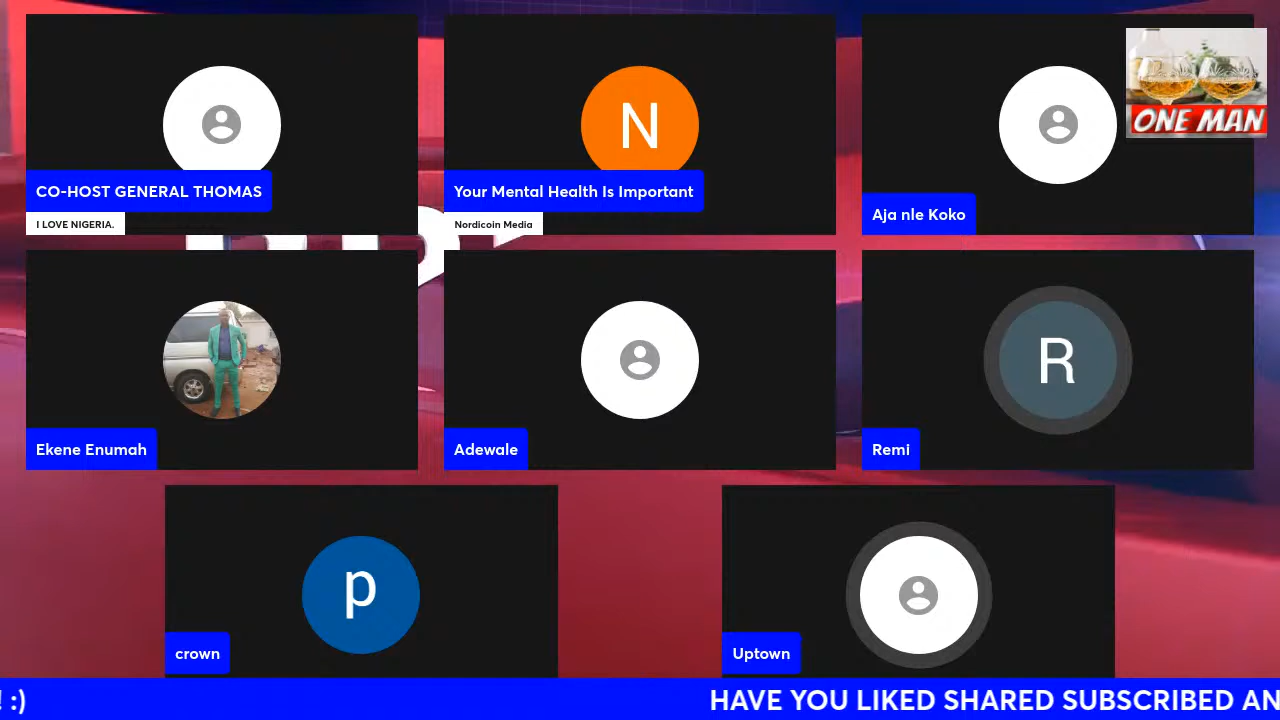 ONE MAN
N
CO-HOST GENERAL THOMAS
I LOVE NIGERIA.
Your Mental Health Is Important
Nordicoin Media
Aja nle Koko
R
Ekene Enumah
Adewale
Remi
p
crown
Uptown
! :)
HAVE YOU LIKED SHARED SUBSCRIBED AN